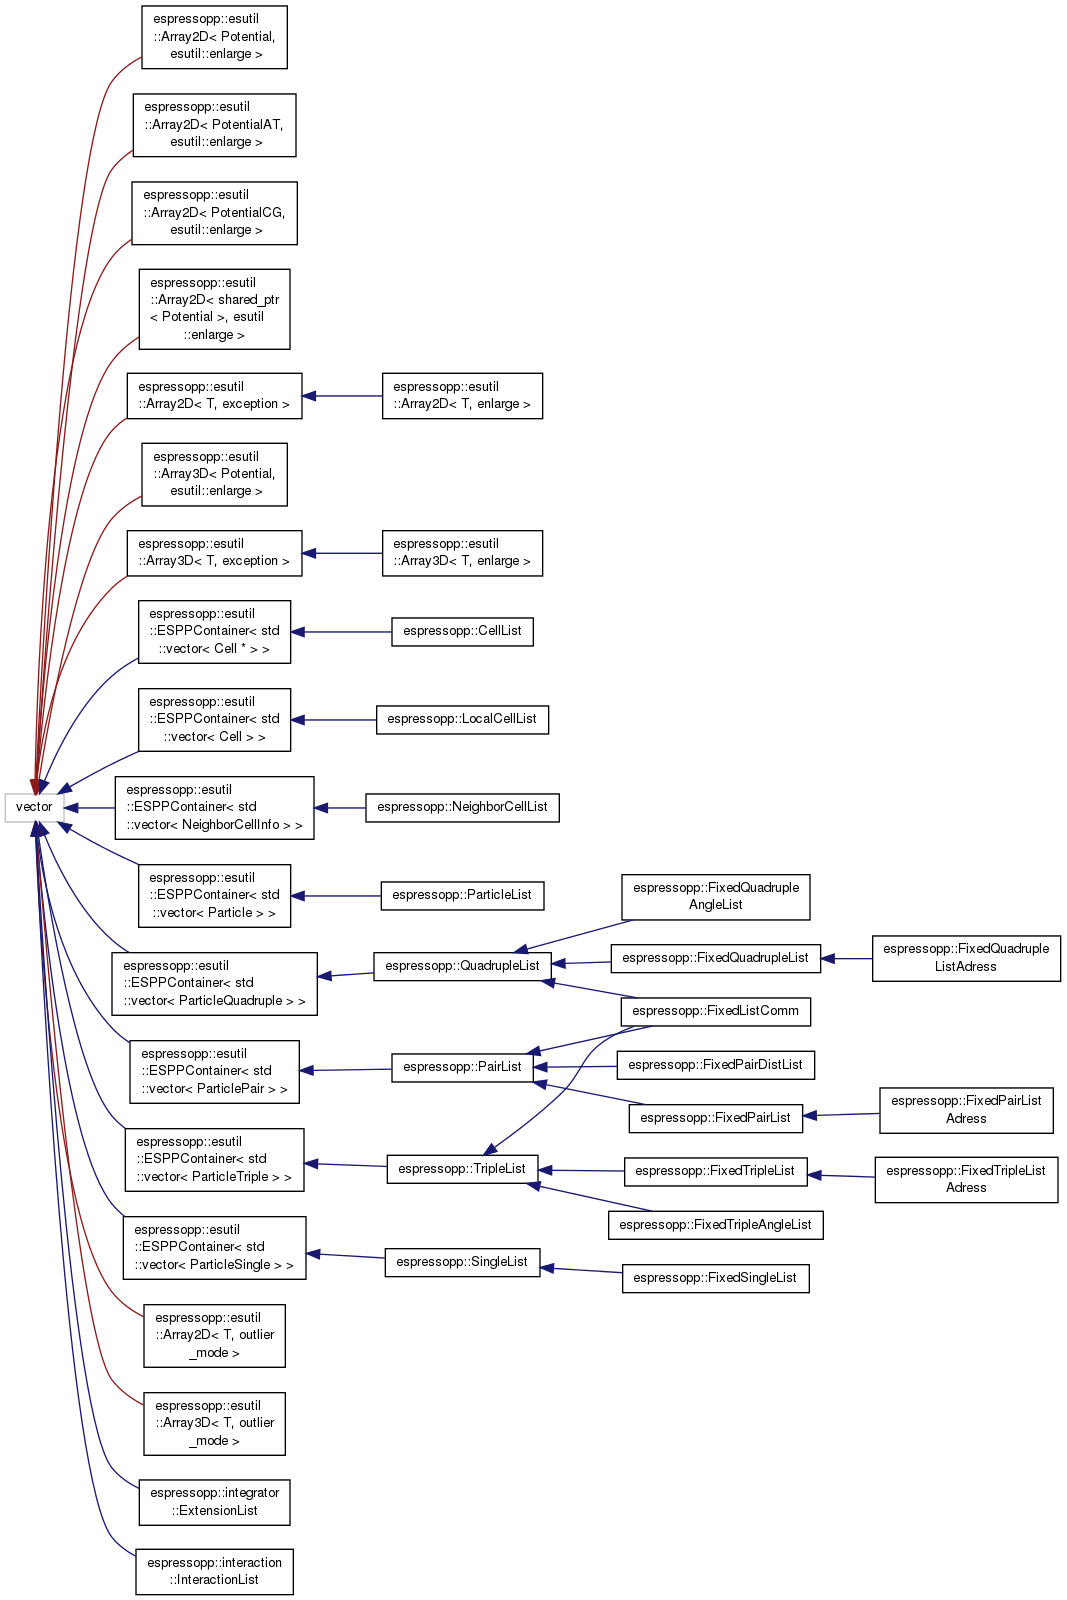 espressopp::esutil
::Array2D< Potential,
esutil::enlarge >
espressopp::esutil
::Array2D< PotentialAT,
esutil::enlarge >
espressopp::esutil
::Array2D< PotentialCG,
esutil::enlarge >
espressopp::esutil
::Array2D< shared_ptr
< Potential >, esutil
::enlarge >
espressopp::esutil
::Array2D< T, exception >
espressopp::esutil
::Array2D< T, enlarge >
espressopp::esutil
::Array3D< Potential,
esutil::enlarge >
espressopp::esutil
::Array3D< T, exception >
espressopp::esutil
::Array3D< T, enlarge >
espressopp::esutil
::ESPPContainer< std
::vector< Cell * > >
espressopp::CellList
espressopp::esutil
::ESPPContainer< std
::vector< Cell > >
espressopp::LocalCellList
vector
espressopp::esutil
::ESPPContainer< std
::vector< NeighborCellInfo > >
espressopp::NeighborCellList
espressopp::esutil
::ESPPContainer< std
::vector< Particle > >
espressopp::ParticleList
espressopp::esutil
::ESPPContainer< std
::vector< ParticleQuadruple > >
espressopp::QuadrupleList
espressopp::FixedQuadruple
AngleList
espressopp::FixedQuadrupleList
espressopp::FixedQuadruple
ListAdress
espressopp::FixedListComm
espressopp::esutil
::ESPPContainer< std
::vector< ParticlePair > >
espressopp::PairList
espressopp::FixedPairDistList
espressopp::FixedPairList
espressopp::FixedPairList
Adress
espressopp::esutil
::ESPPContainer< std
::vector< ParticleTriple > >
espressopp::TripleList
espressopp::FixedTripleList
espressopp::FixedTripleList
Adress
espressopp::FixedTripleAngleList
espressopp::esutil
::ESPPContainer< std
::vector< ParticleSingle > >
espressopp::SingleList
espressopp::FixedSingleList
espressopp::esutil
::Array2D< T, outlier
_mode >
espressopp::esutil
::Array3D< T, outlier
_mode >
espressopp::integrator
::ExtensionList
espressopp::interaction
::InteractionList